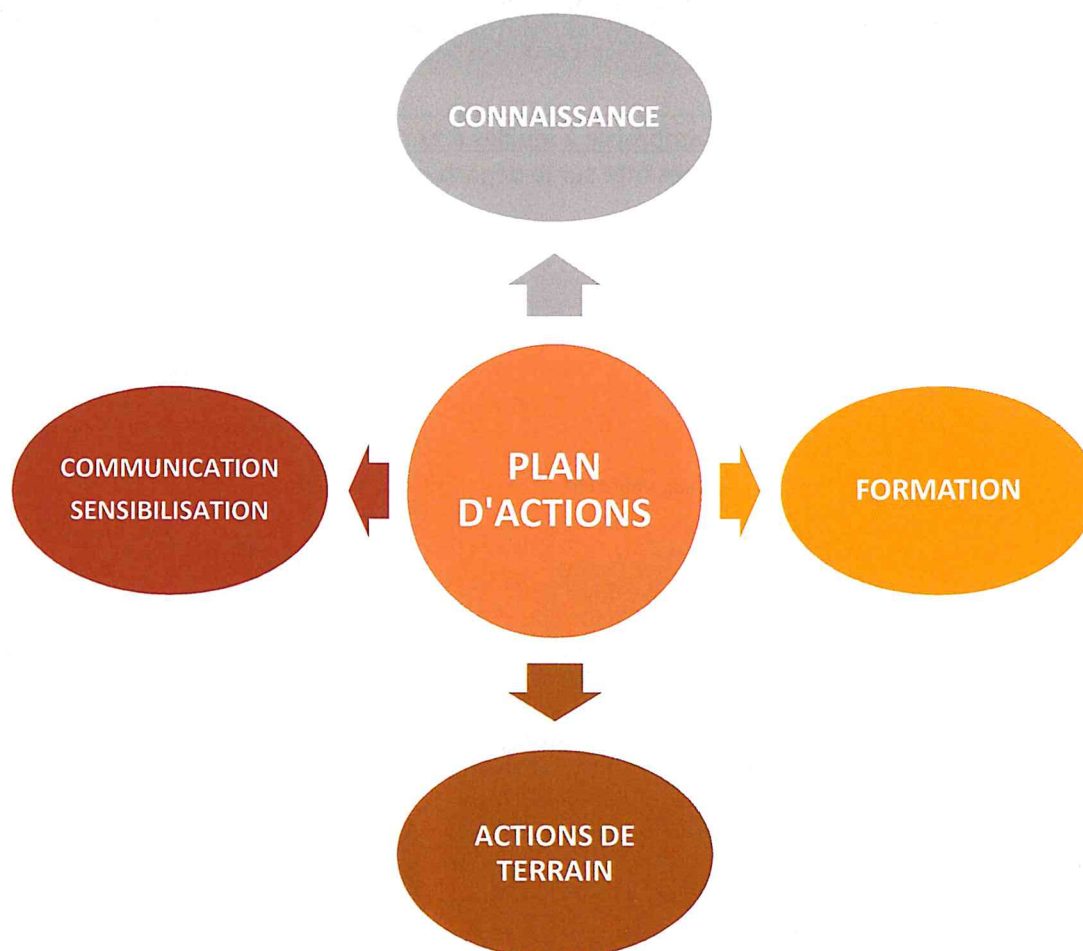 CONNAISSANCE
COMMUNICATION
SENSIBILISATION
PLAN
D'ACTIONS
FORMATION
ACTIONS DE
TERRAIN